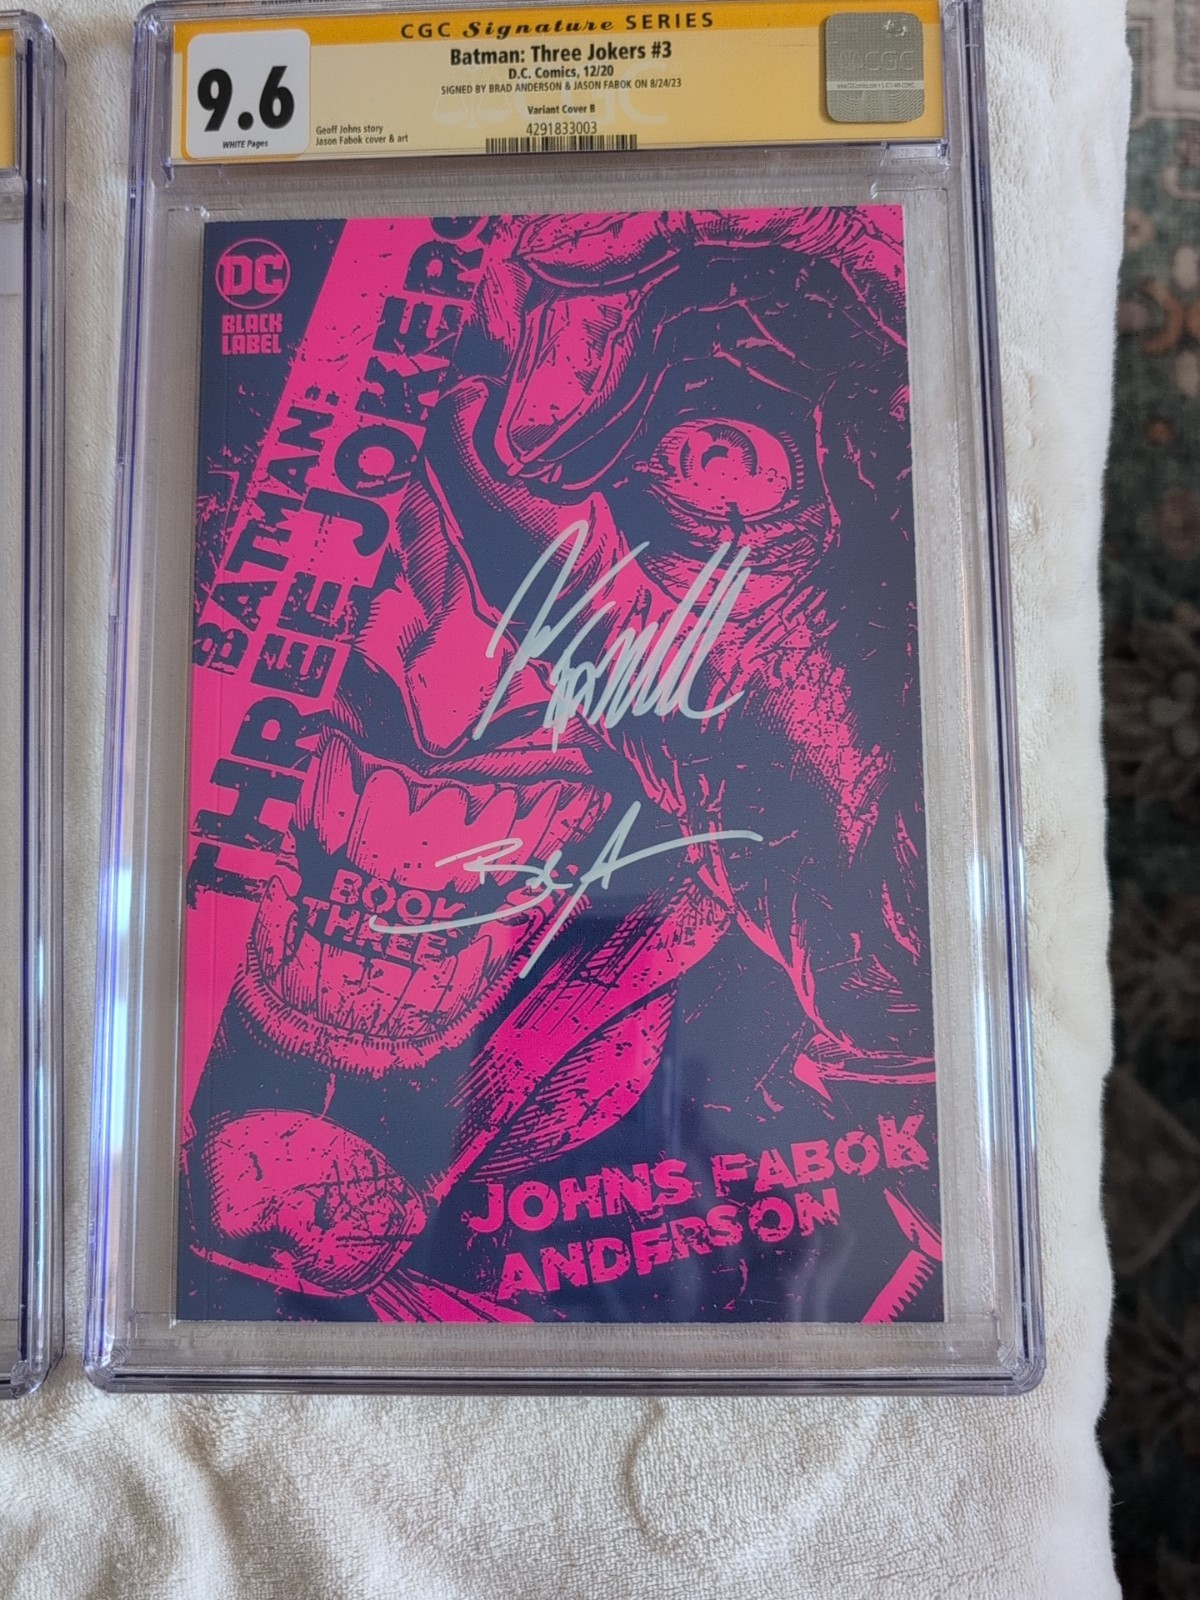 CGC Signature SERIES
9.6
WHITE Pages
Batman: Three Jokers #3
D.C. Comics, 12/20
SIGNED BY BRAD ANDERSON & JASON FABOK ON 8/24/23
Variant Cover B
4291833003
Geoff Johns story
Jason Fabok cover & art
CGC
DC
BLACK
LABEL
BATMAN:
THREE JOKERS
BOOK
THREE
JOHNS FABOK
ANDERSON